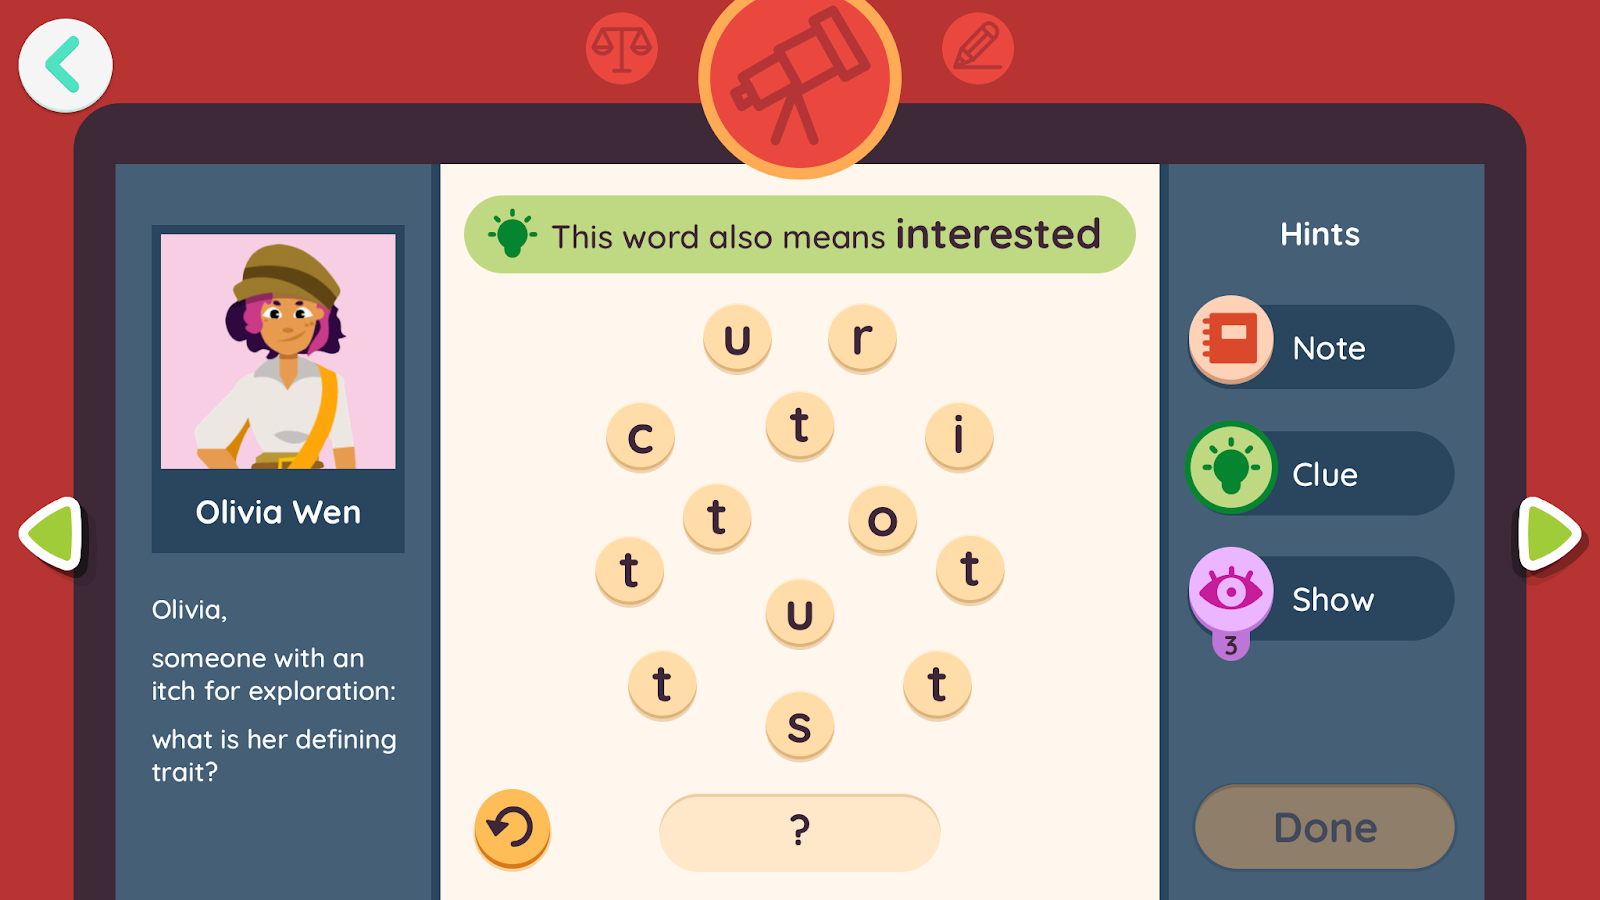 This word also means interested
Hints
u r
c t i
t o
t t
u
t t
s
?
Olivia Wen
Olivia,
someone with an
itch for exploration:
what is her defining
trait?
Note
Clue
Show
3
Done